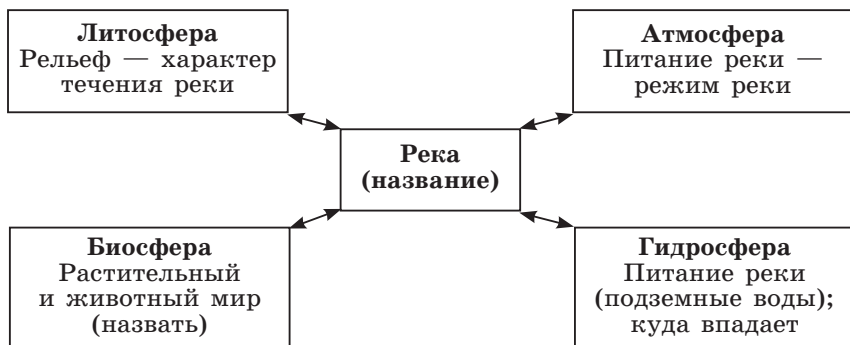 Литосфера
Рельеф — характер
течения реки
Атмосфера
Питание реки —
режим реки
Река
(название)
Биосфера
Растительный
и животный мир
(назвать)
Гидросфера
Питание реки
(подземные воды);
куда впадает